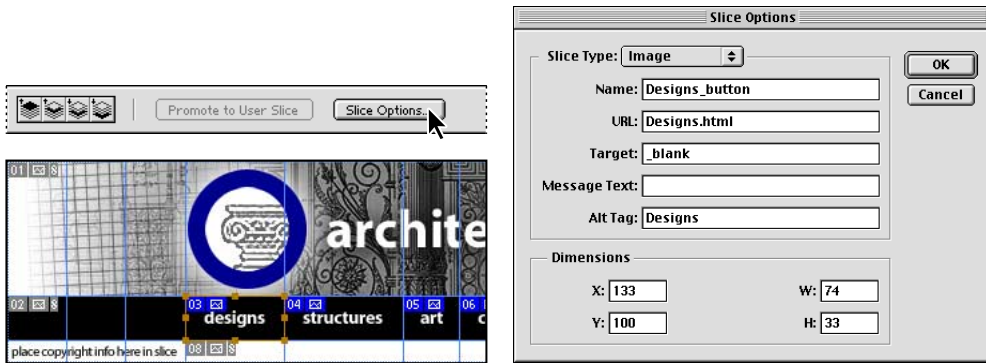 Promote to User Slice
Slice Options...
01
archite
02
03
04
05
06
designs
structures
art
c
place copyright info here in slice
08
Slice Options
Slice Type: Image
OK
Name: Designs_button
Cancel
URL: Designs.html
Target: _blank
Message Text:
Alt Tag: Designs
Dimensions
X: 133
W: 74
Y: 100
H: 33